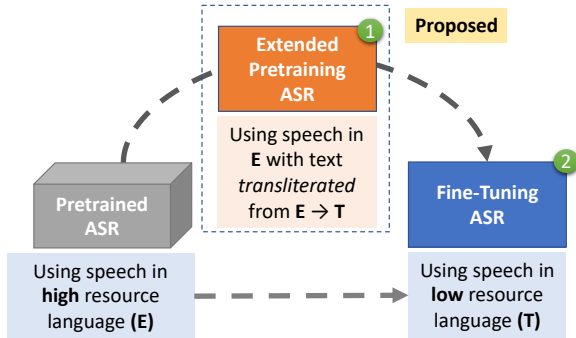 1
Proposed
Extended
Pretraining
ASR
Using speech in
E with text
transliterated
from E → T
Pretrained
ASR
Using speech in
high resource
language (E)
2
Fine-Tuning
ASR
Using speech in
low resource
language (T)